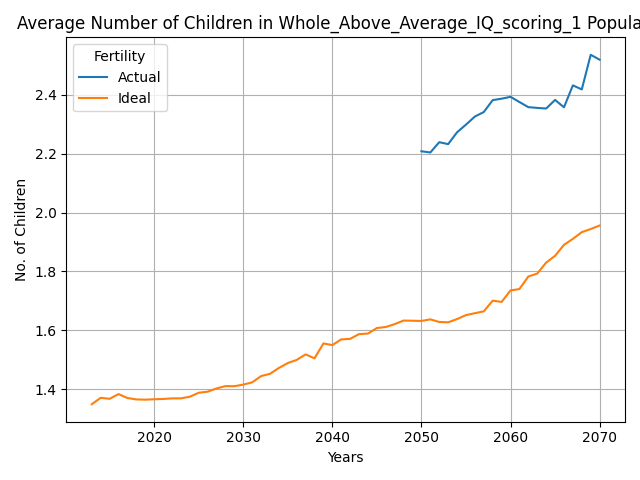 Average Number of Children in Whole_Above_Average_IQ_scoring_1 Popula
Fertility
Actual
Ideal
2.4
2.2
2.0
1.8
1.6
1.4
No. of Children
2020 2030 2040 2050 2060 2070
Years